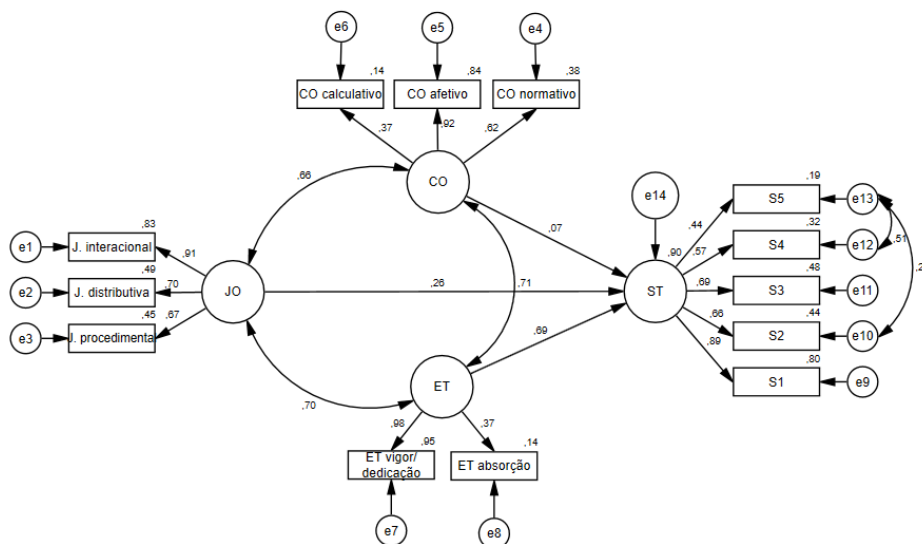 e6
e5
e4
,14
,84
,38
CO calculativo
CO afetivo
CO normativo
,37
,92
,62
CO
,66
e14
,19
S5
e13
,07
,44
,32
,83
,90
,57
S4
e12
,51
e1
J. interacional
,91
,49
,48
e2
J. distributiva
,70
JO
,26
,71
ST
,69
S3
e11
,45
,67
,66
,44
e3
J. procedimenta
S2
e10
,69
,89
,80
,70
ET
S1
e9
,98
,37
,95
,14
ET vigor/
dedicação
ET absorção
e7
e8